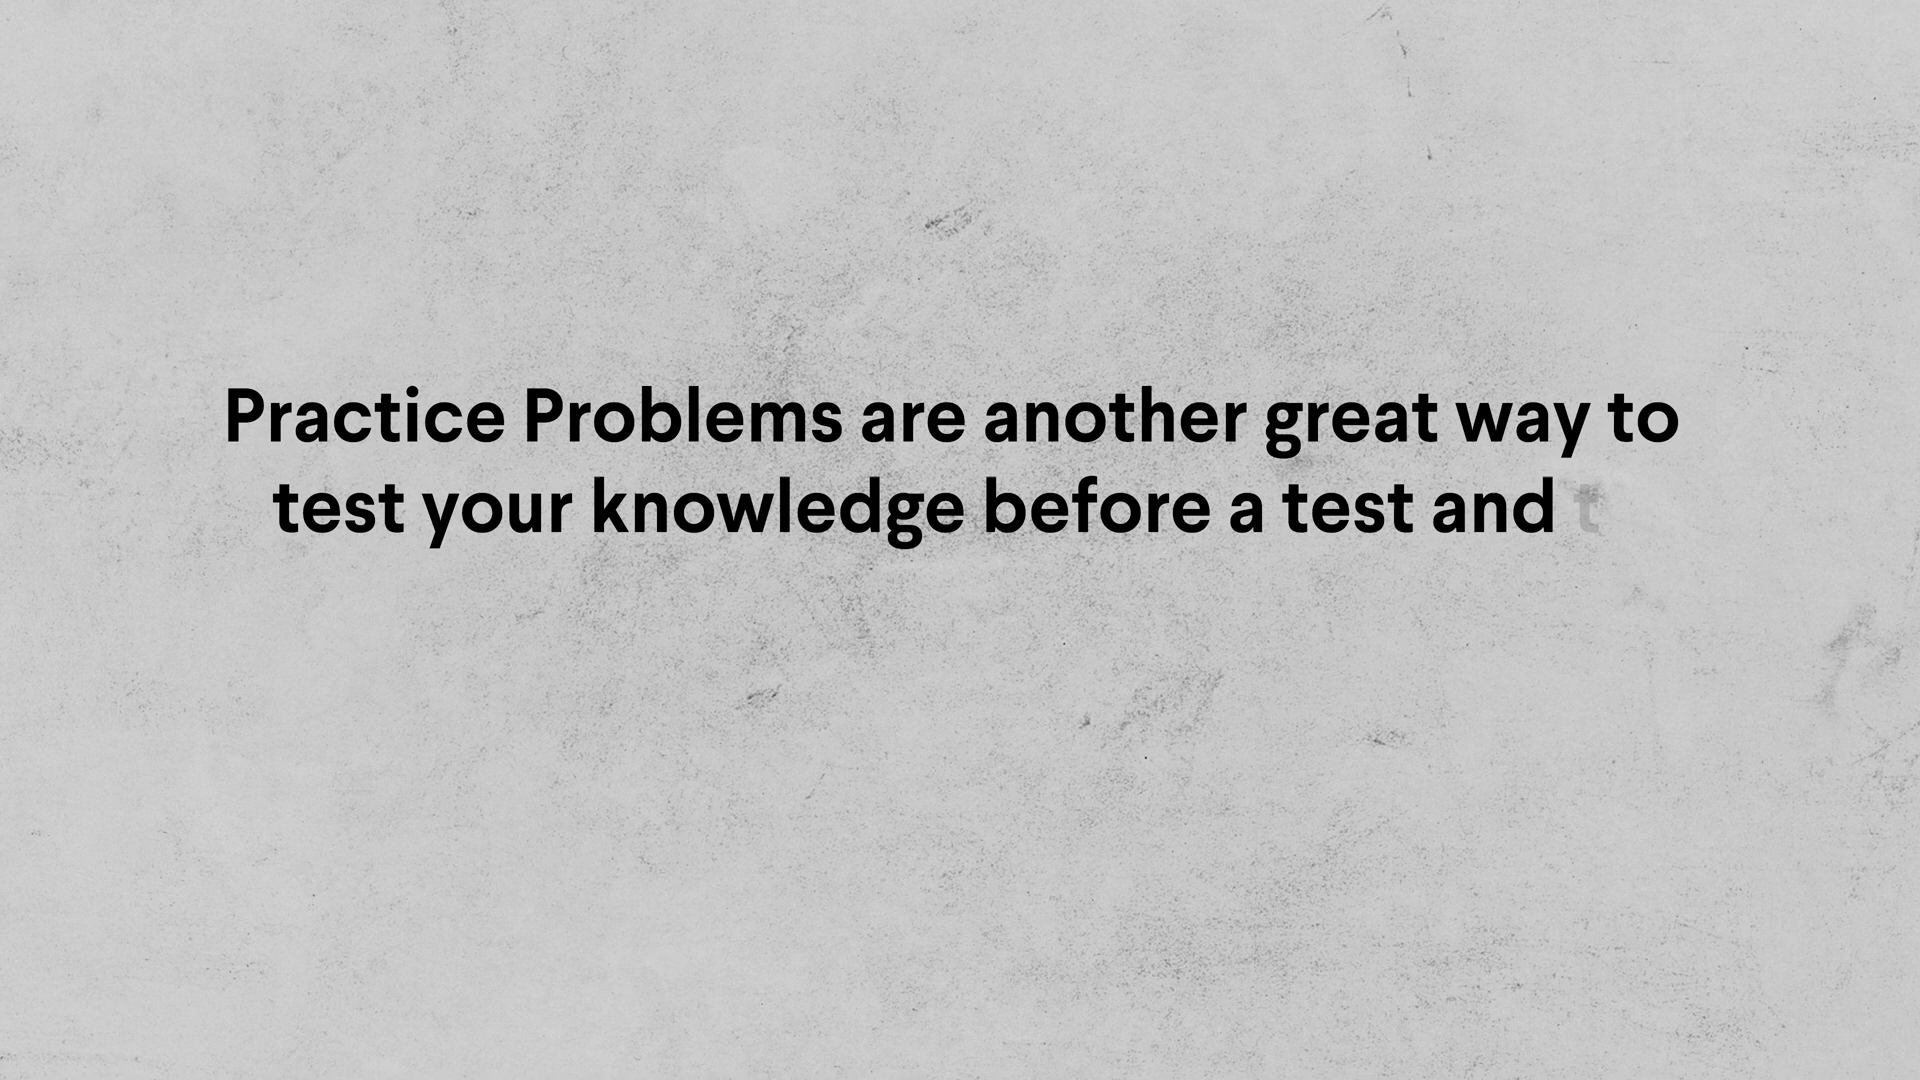 Practice Problems are another great way to
test your knowledge before a test and t